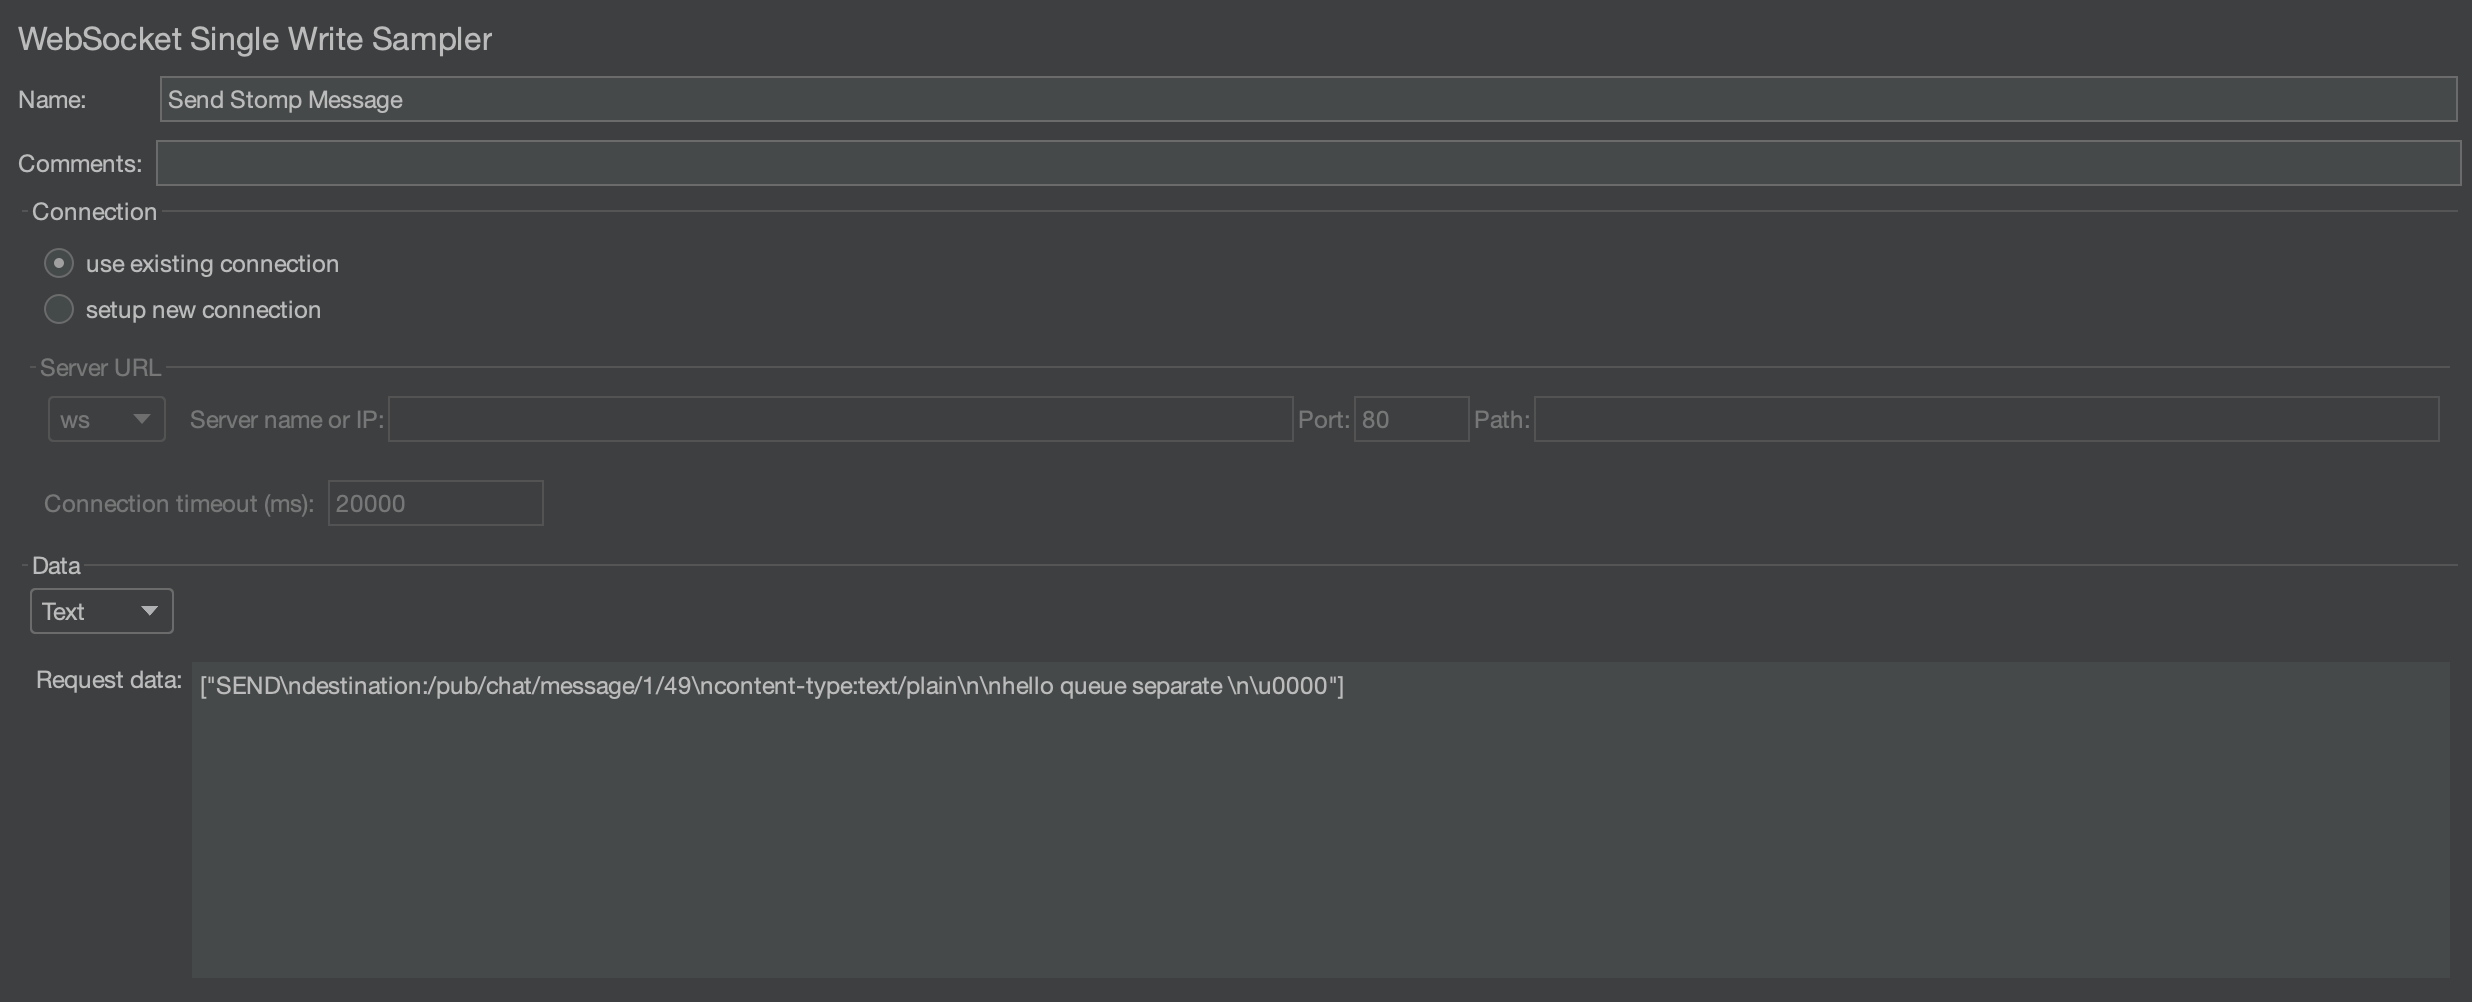 WebSocket Single Write Sampler
Name: Send Stomp Message
Comments:
Connection
use existing connection
setup new connection
Server URL
ws Server name or IP: Port: 80 Path:
Connection timeout (ms): 20000
Data
Text
Request data: ["SEND\ndestination:/pub/chat/message/1/49\ncontent-type:text/plain\n\nhello queue separate \n\u0000"]